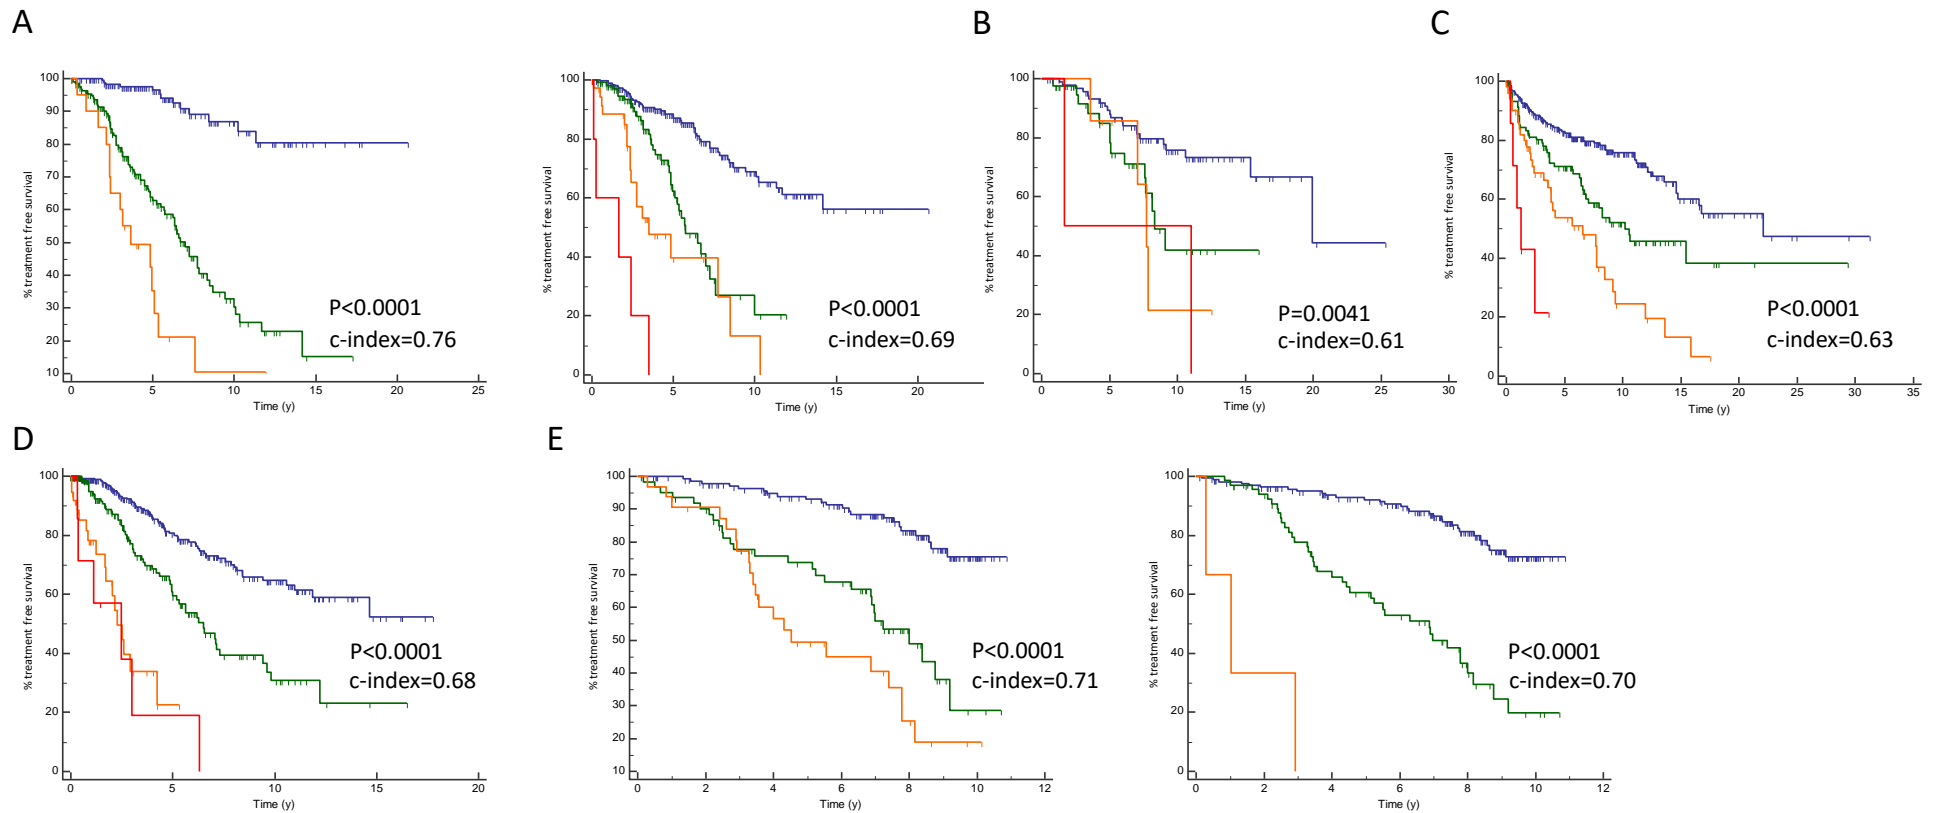 A
B
C
100
90
80
70
60
50
40
30
20
10
0
5
10
15
20
25
% treatment free survival
Time (y)
P<0.0001
c-index=0.76
100
80
60
40
20
0
0
5
10
15
20
% treatment free survival
Time (y)
P<0.0001
c-index=0.69
100
80
60
40
20
0
0
5
10
15
20
25
30
% treatment free survival
Time (y)
P=0.0041
c-index=0.61
100
80
60
40
20
0
0
5
10
15
20
25
30
35
% treatment free survival
Time (y)
P<0.0001
c-index=0.63
D
E
100
80
60
40
20
0
0
5
10
15
20
% treatment free survival
Time (y)
P<0.0001
c-index=0.68
100
90
80
70
60
50
40
30
20
10
0
2
4
6
8
10
12
% treatment free survival
Time (y)
P<0.0001
c-index=0.71
100
80
60
40
20
0
0
2
4
6
8
10
12
% treatment free survival
Time (y)
P<0.0001
c-index=0.70